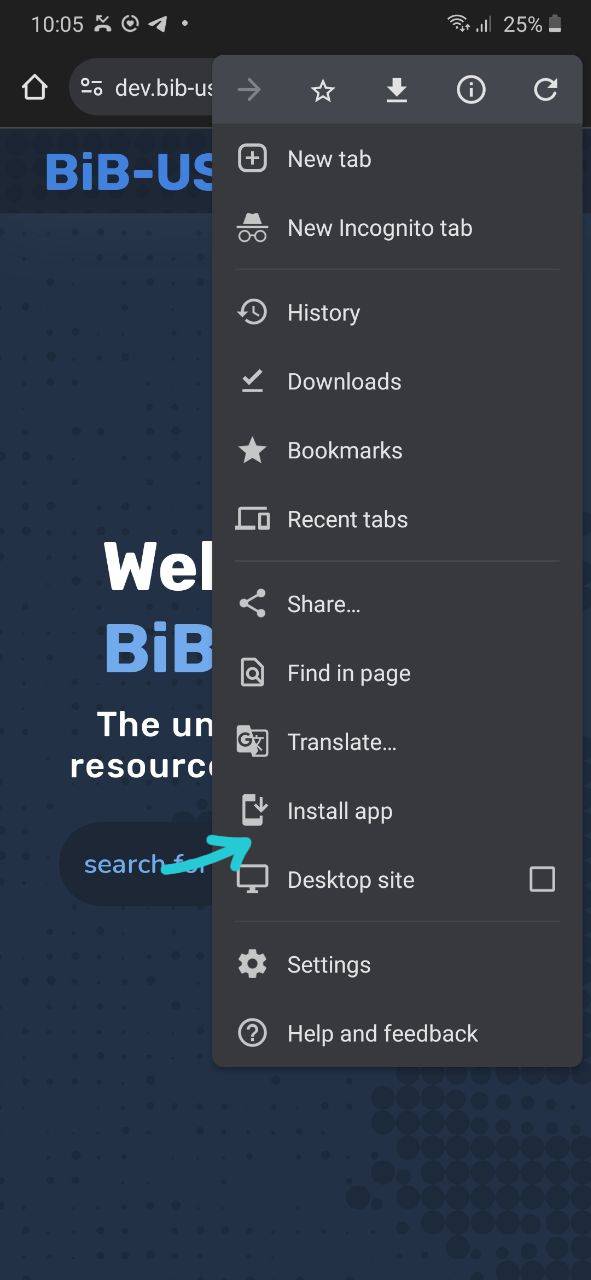 10:05
25%
dev.bib-us
BiB-US
New tab
New Incognito tab
History
Downloads
Bookmarks
Recent tabs
Share...
Find in page
Translate...
Install app
Desktop site
Settings
Help and feedback
Wel
BiB
The un
resourc
search for